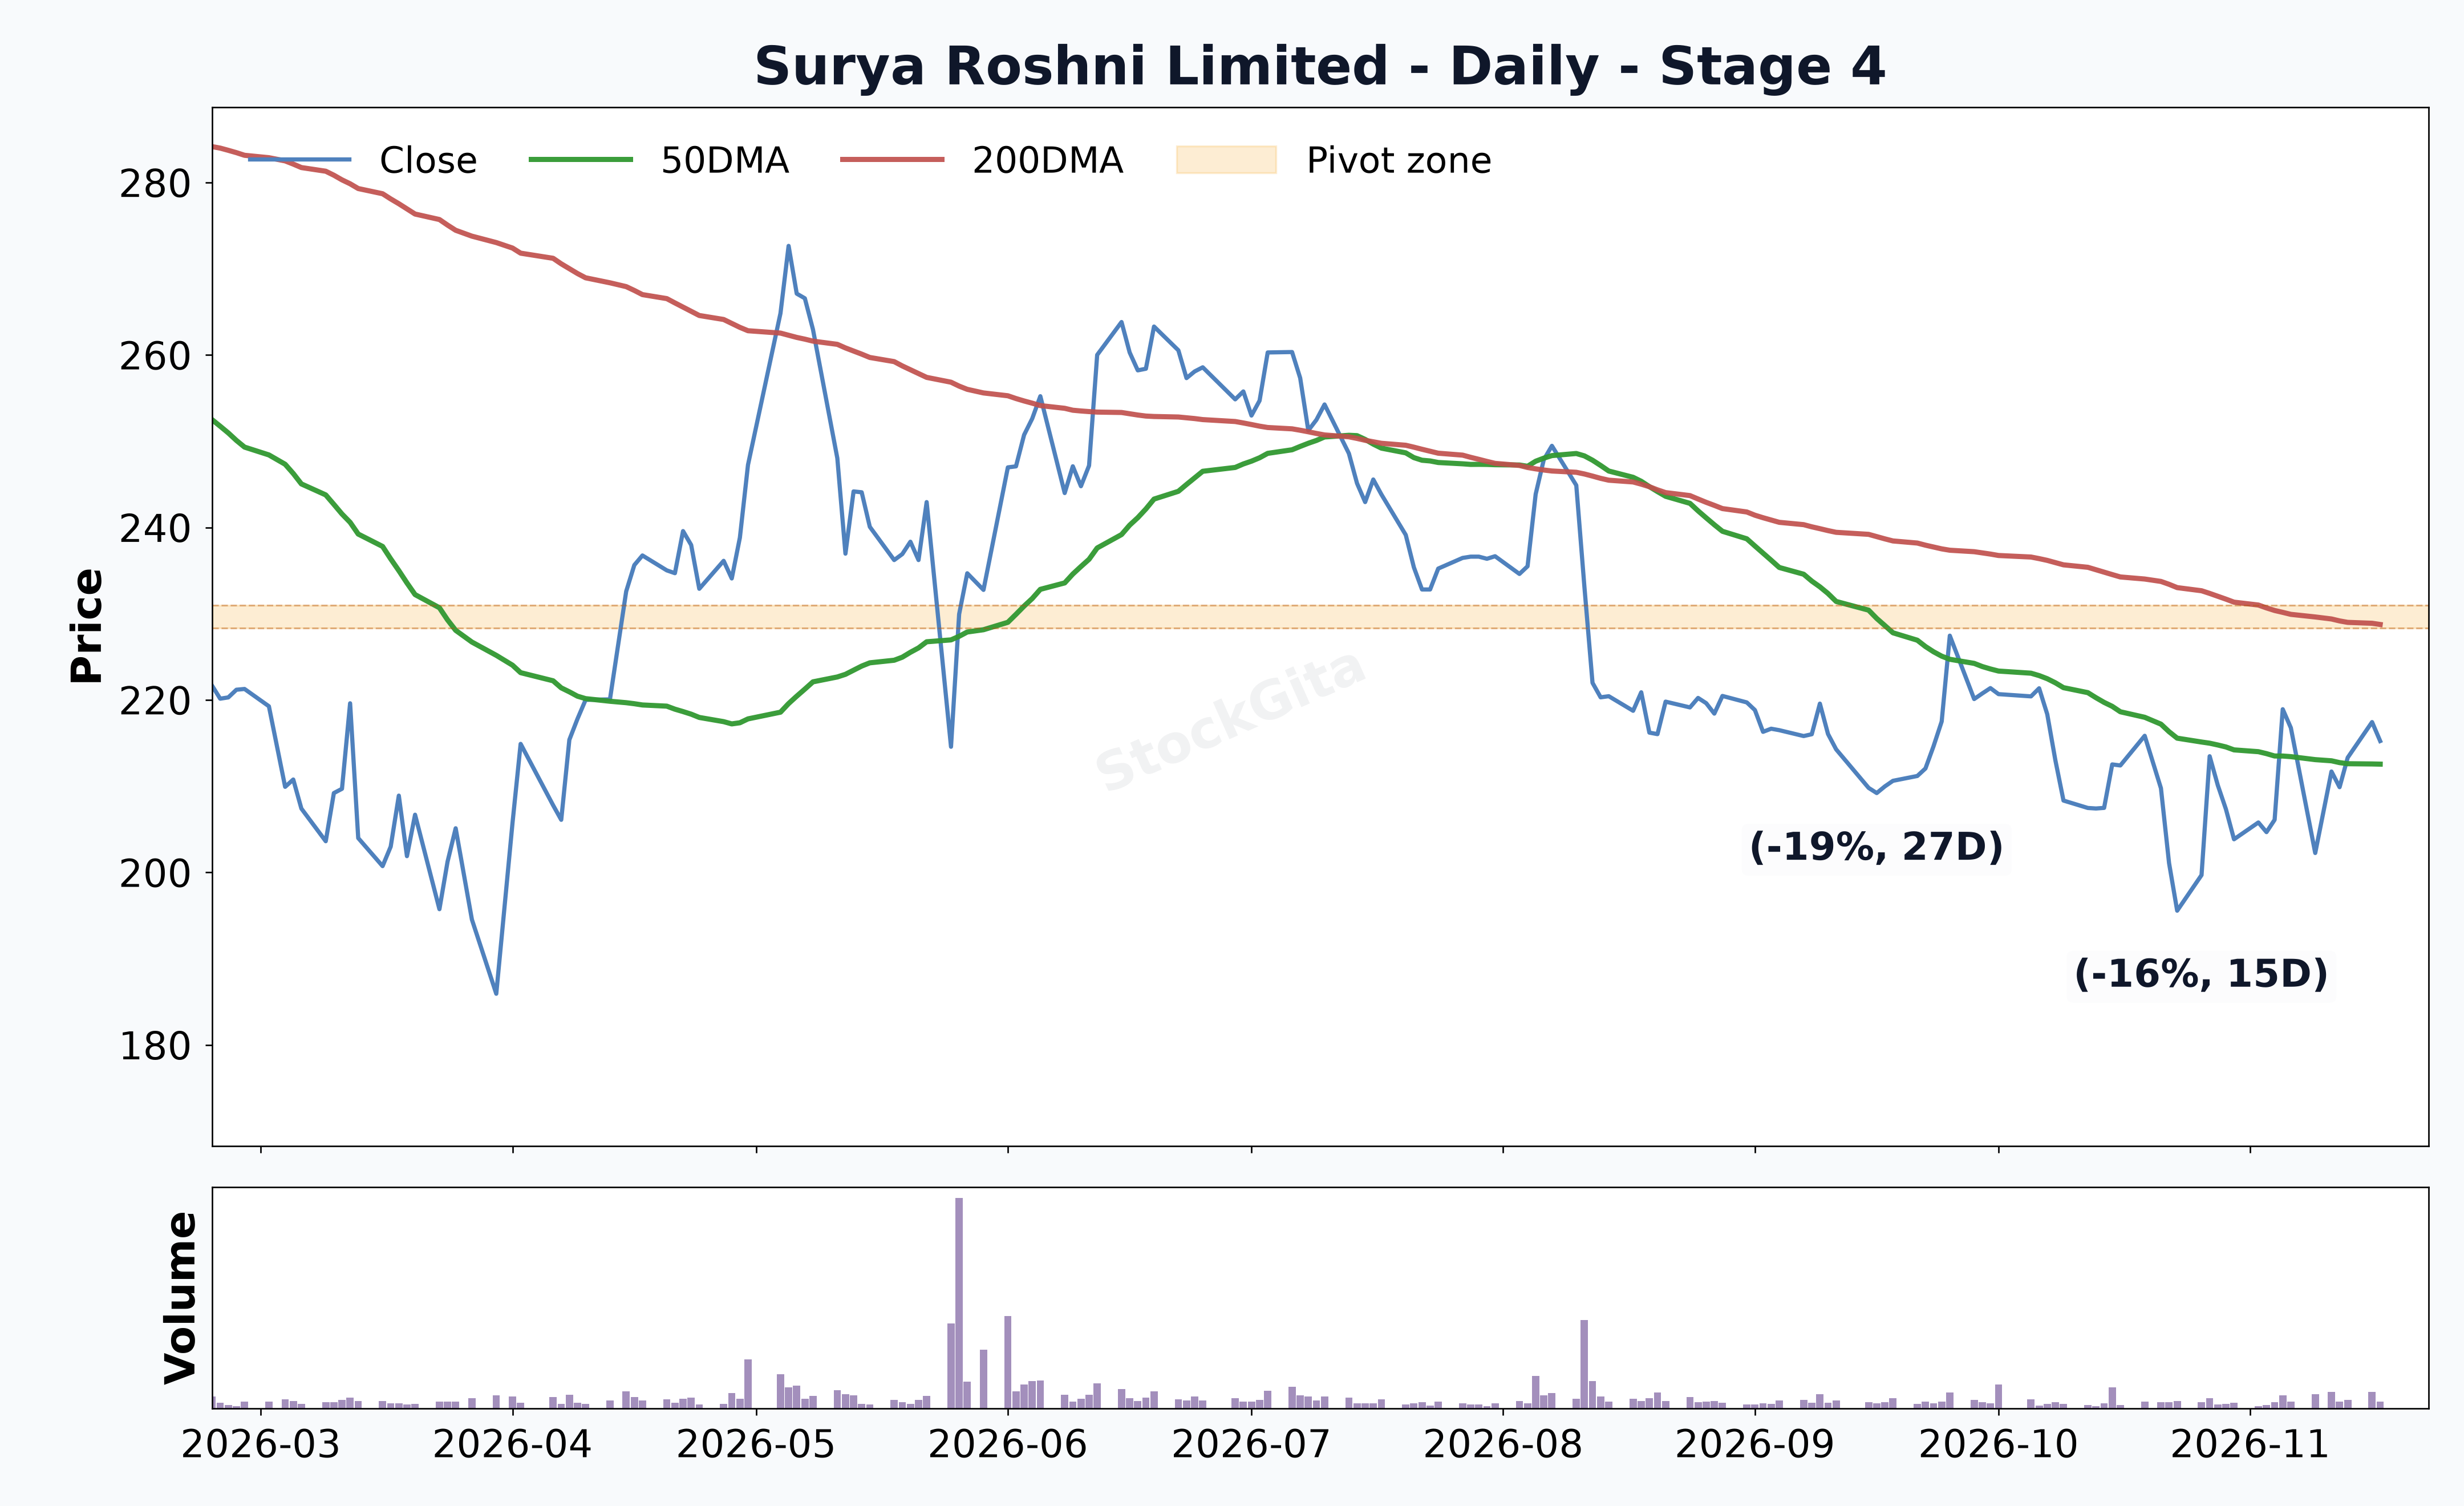 Surya Roshni Limited - Daily - Stage 4
Close 50DMA 200DMA Pivot zone
280
260
240
220
200
180
Price
StockGita
(-19%, 27D)
(-16%, 15D)
Volume
2026-03 2026-04 2026-05 2026-06 2026-07 2026-08 2026-09 2026-10 2026-11